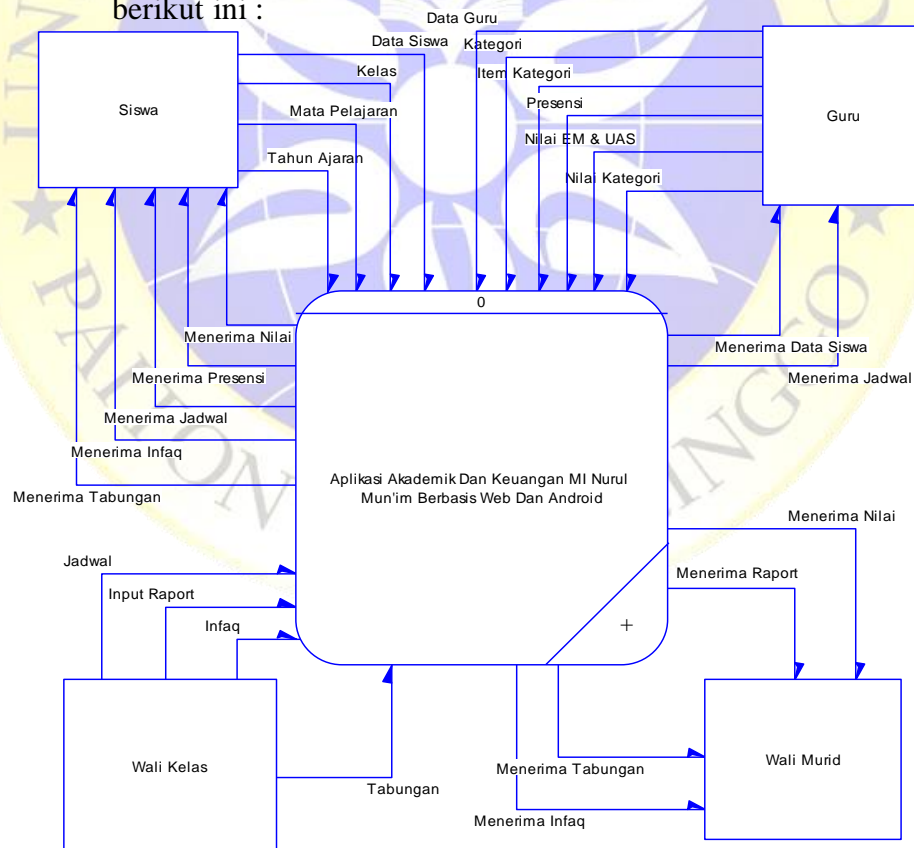 berikut ini :
Data Guru
Data Siswa
Kategori
Kelas
Item Kategori
Mata Pelajaran
Presensi
Siswa
Guru
Nilai EM & UAS
Tahun Ajaran
Nilai Kategori
0
Menerima Nilai
Menerima Data Siswa
Menerima Presensi
Menerima Jadwal
Menerima Jadwal
Menerima Infaq
Menerima Tabungan
Aplikasi Akademik Dan Keuangan MI Nurul
Mun'im Berbasis Web Dan Android
Menerima Nilai
Jadwal
Menerima Raport
Input Raport
Infaq
+
Wali Kelas
Wali Murid
Menerima Tabungan
Tabungan
Menerima Infaq
PAITON